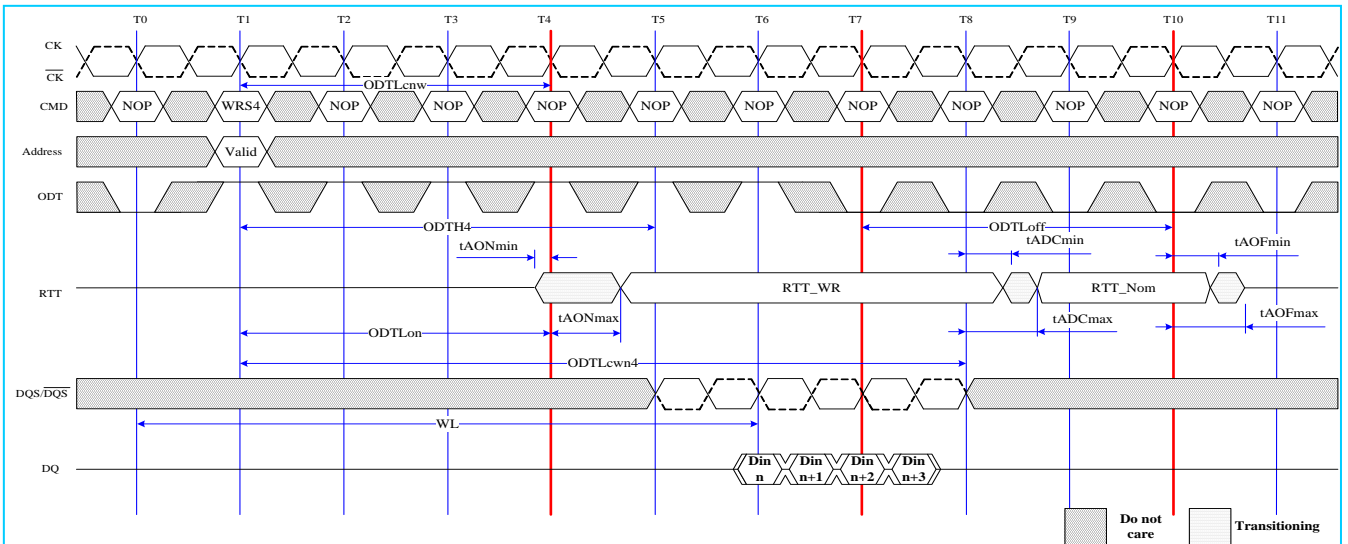 T0 T1 T2 T3 T4 T5 T6 T7 T8 T9 T10 T11
CK
CK
ODTLcnw
CMD NOP WRS4 NOP NOP NOP NOP NOP NOP NOP NOP NOP NOP
Address Valid
ODT
ODTH4 ODTLoff
tAONmin tADCmin tAOFmin
RTT RTT_WR RTT_Nom
ODTLon tAONmax tADCmax tAOFmax
ODTLcwn4
DQS/DQS
WL
DQ Din n Din n+1 Din n+2 Din n+3
Do not care Transitioning